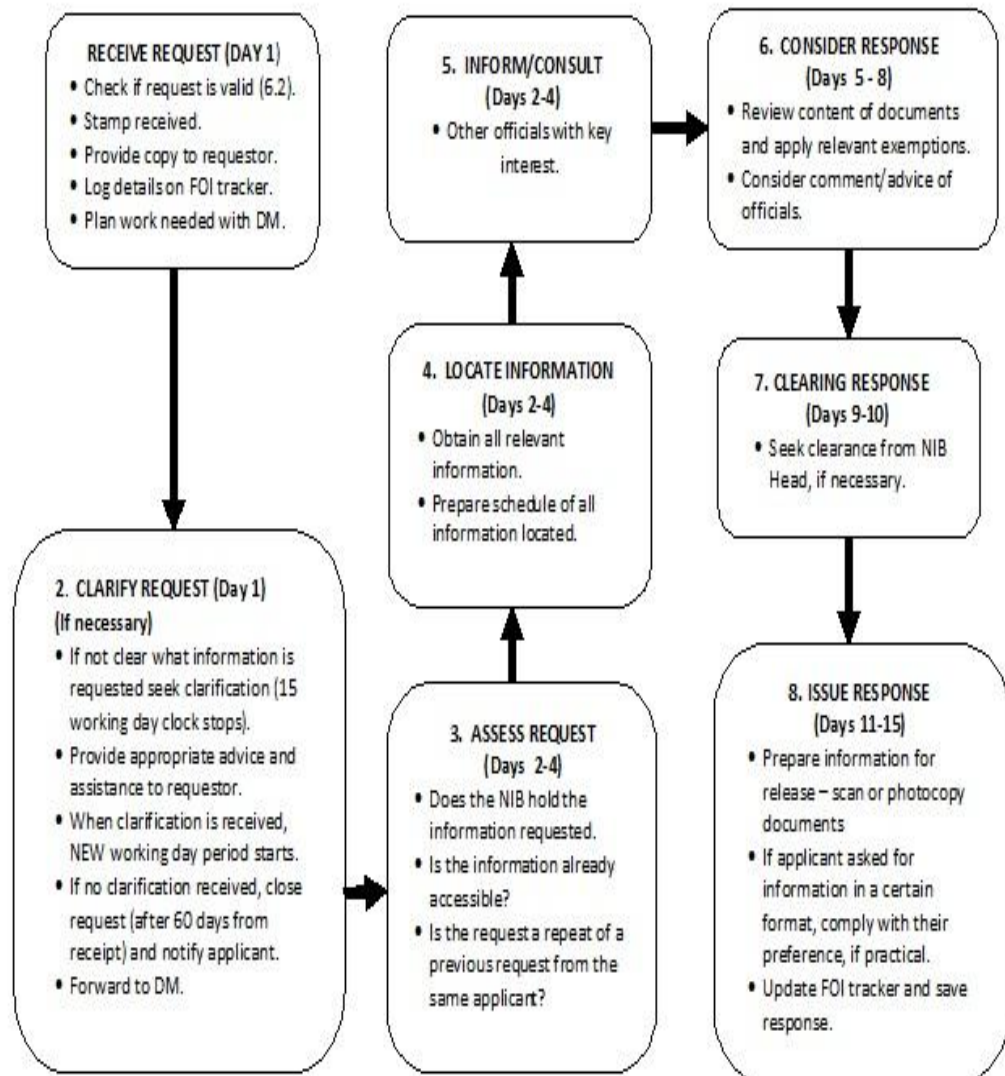 RECEIVE REQUEST (DAY 1)
• Check if request is valid (6.2).
• Stamp received.
• Provide copy to requestor.
• Log details on FOI tracker.
• Plan work needed with DM.
2. CLARIFY REQUEST (Day 1)
(If necessary)
• If not clear what information is
requested seek clarification (15
working day clock stops).
• Provide appropriate advice and
assistance to requestor.
• When clarification is received,
NEW working day period starts.
• If no clarification received, close
request (after 60 days from
receipt) and notify applicant.
• Forward to DM.
3. ASSESS REQUEST
(Days 2-4)
• Does the NIB hold the
information requested.
• Is the information already
accessible?
• Is the request a repeat of a
previous request from the
same applicant?
4. LOCATE INFORMATION
(Days 2-4)
• Obtain all relevant
information.
• Prepare schedule of all
information located.
5. INFORM/CONSULT
(Days 2-4)
• Other officials with key
interest.
6. CONSIDER RESPONSE
(Days 5 - 8)
• Review content of documents
and apply relevant exemptions.
• Consider comment/advice of
officials.
7. CLEARING RESPONSE
(Days 9-10)
• Seek clearance from NIB
Head, if necessary.
8. ISSUE RESPONSE
(Days 11-15)
• Prepare information for
release – scan or photocopy
documents
• If applicant asked for
information in a certain
format, comply with their
preference, if practical.
• Update FOI tracker and save
response.